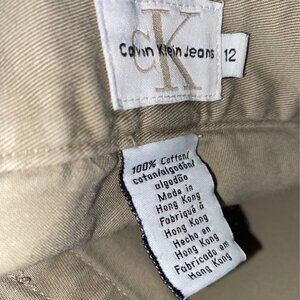 CK
Calvin Klein Jeans
12
100% Cotton/
coton/algodón/
algodão
Made in
Hong Kong
Fabriqué à
Hong Kong
Hecho en
Hong Kong
Fabricado em
Hong Kong